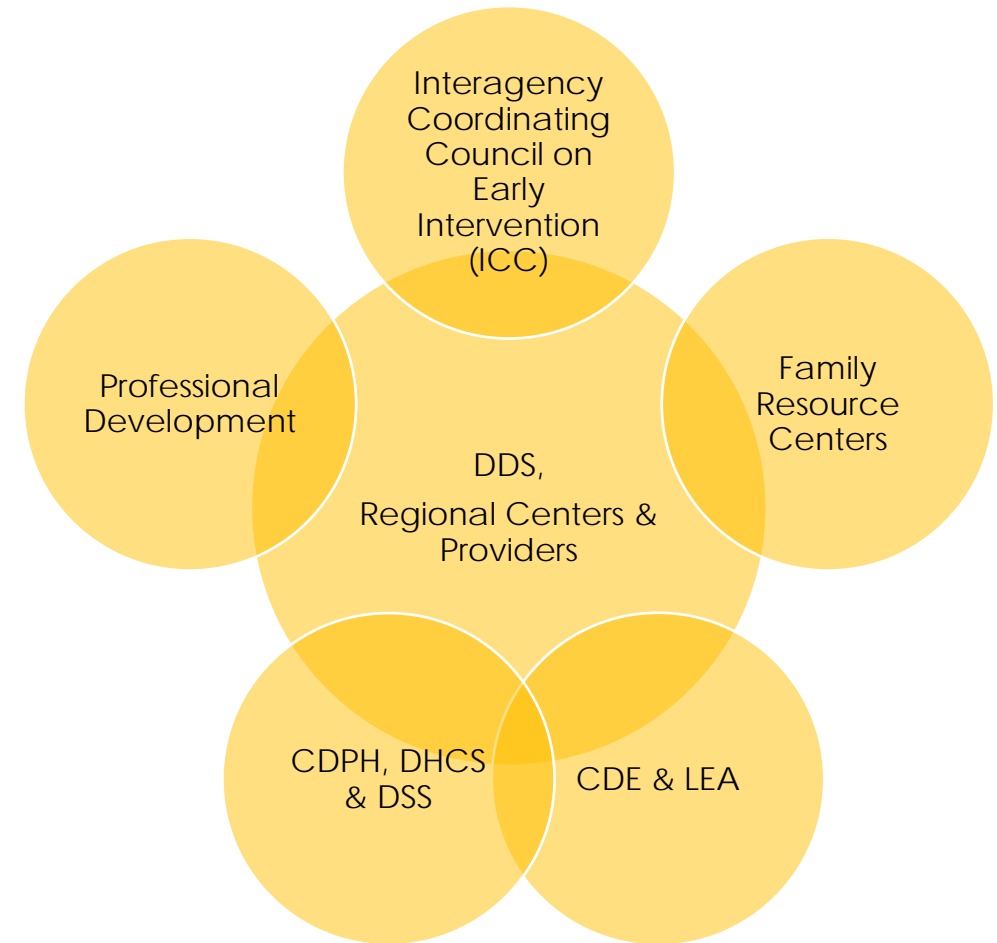 Interagency
Coordinating
Council on
Early
Intervention
(ICC)
Professional
Development
Family
Resource
Centers
DDS,
Regional Centers &
Providers
CDPH, DHCS
& DSS
CDE & LEA